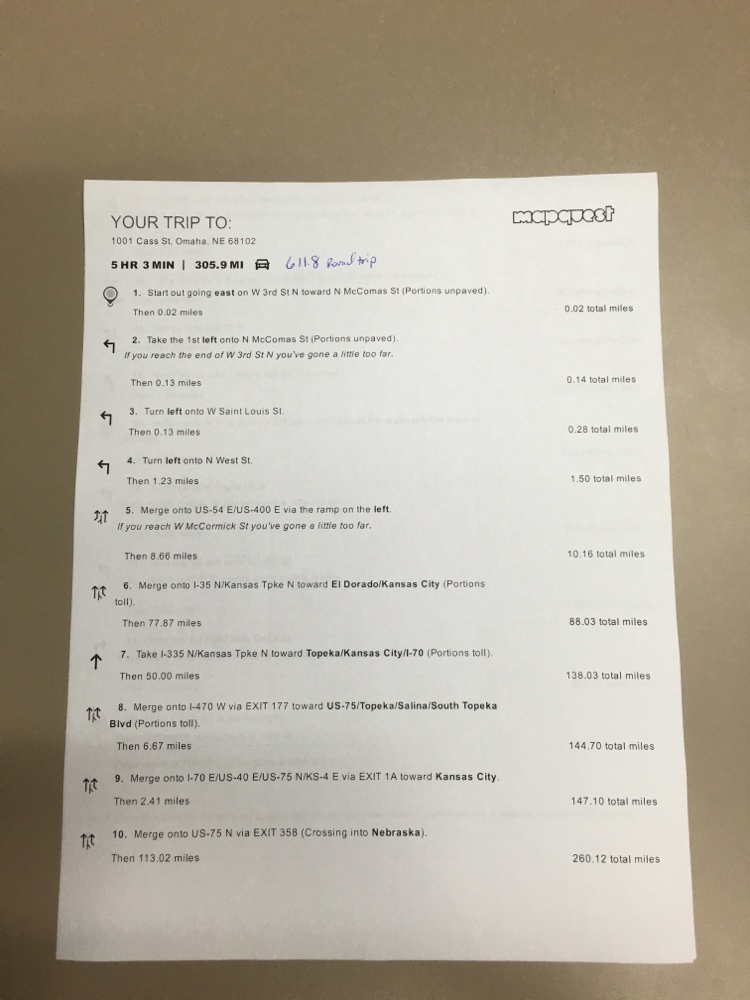 YOUR TRIP TO:
mapquest
1001 Cass St, Omaha, NE 68102
5 HR 3 MIN | 305.9 MI 611.8 Round trip
1. Start out going east on W 3rd St N toward N McComas St (Portions unpaved).
Then 0.02 miles 0.02 total miles
2. Take the 1st left onto N McComas St (Portions unpaved).
If you reach the end of W 3rd St N you've gone a little too far.
Then 0.13 miles 0.14 total miles
3. Turn left onto W Saint Louis St.
Then 0.13 miles 0.28 total miles
4. Turn left onto N West St.
Then 1.23 miles 1.50 total miles
5. Merge onto US-54 E/US-400 E via the ramp on the left.
If you reach W McCormick St you've gone a little too far.
Then 8.66 miles 10.16 total miles
6. Merge onto I-35 N/Kansas Tpke N toward El Dorado/Kansas City (Portions
toll).
Then 77.87 miles 88.03 total miles
7. Take I-335 N/Kansas Tpke N toward Topeka/Kansas City/I-70 (Portions toll).
Then 50.00 miles 138.03 total miles
8. Merge onto I-470 W via EXIT 177 toward US-75/Topeka/Salina/South Topeka
Blvd (Portions toll).
Then 6.67 miles 144.70 total miles
9. Merge onto I-70 E/US-40 E/US-75 N/KS-4 E via EXIT 1A toward Kansas City.
Then 2.41 miles 147.10 total miles
10. Merge onto US-75 N via EXIT 358 (Crossing into Nebraska).
Then 113.02 miles 260.12 total miles